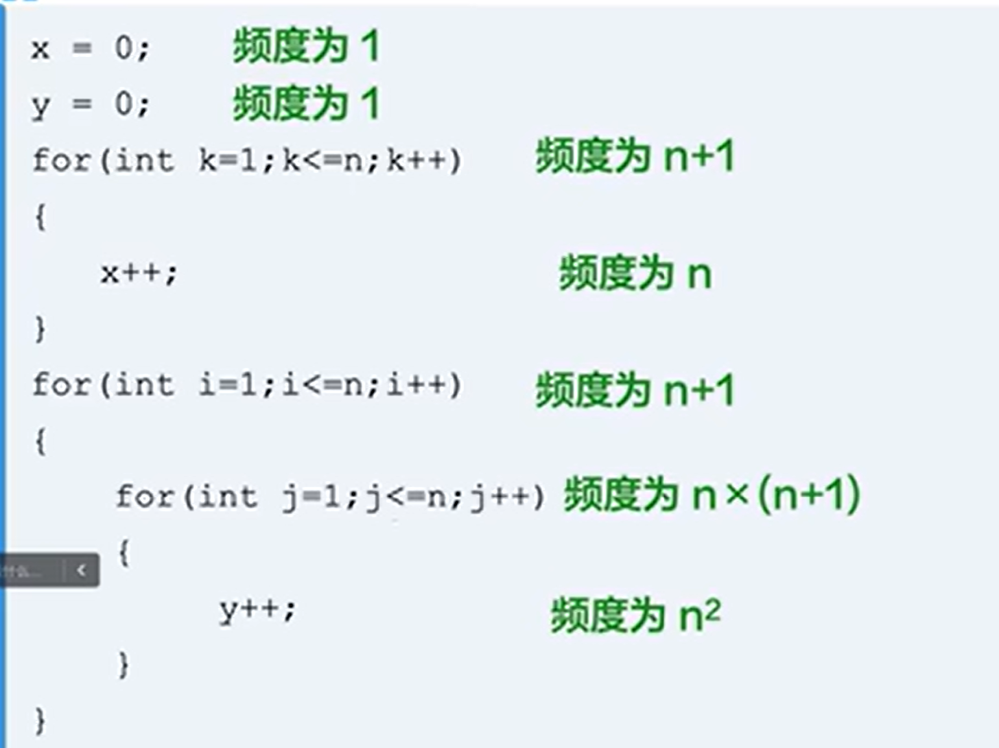 x = 0; 频度为 1
y = 0; 频度为 1
for(int k=1;k<=n;k++) 频度为 n+1
{
x++; 频度为 n
}
for(int i=1;i<=n;i++) 频度为 n+1
{
for(int j=1;j<=n;j++) 频度为 n×(n+1)
{
什么...
y++; 频度为 n²
}
}